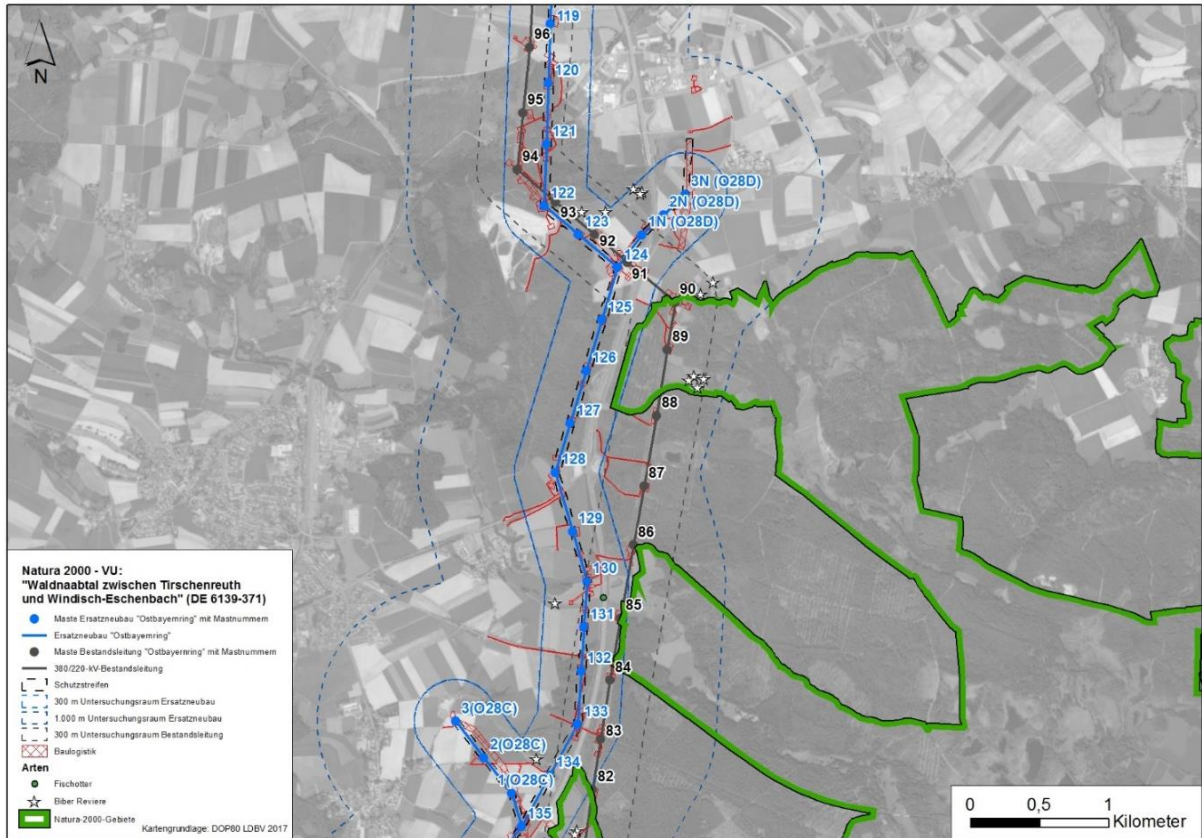 119
96
N
120
95
121
94
3N (O28D)
2N (O28D)
122
93
123
1N (O28D)
92
124
91
90
125
89
126
88
127
128
87
129
86
130
85
131
132
84
3(O28C)
133
83
2(O28C)
134
1(O28C)
82
135
Natura 2000 - VU:
"Waldnaabtal zwischen Tirschenreuth
und Windisch-Eschenbach" (DE 6139-371)
Maste Ersatzneubau "Ostbayernring" mit Mastnummern
Ersatzneubau "Ostbayernring"
Maste Bestandsleitung "Ostbayernring" mit Mastnummern
380/220-kV-Bestandsleitung
Schutzstreifen
300 m Untersuchungsraum Ersatzneubau
1.000 m Untersuchungsraum Ersatzneubau
300 m Untersuchungsraum Bestandsleitung
Baulogistik
Arten
Fischotter
Biber Reviere
Natura-2000-Gebiete
Kartengrundlage: DOP80 LDBV 2017
0 0,5 1
Kilometer